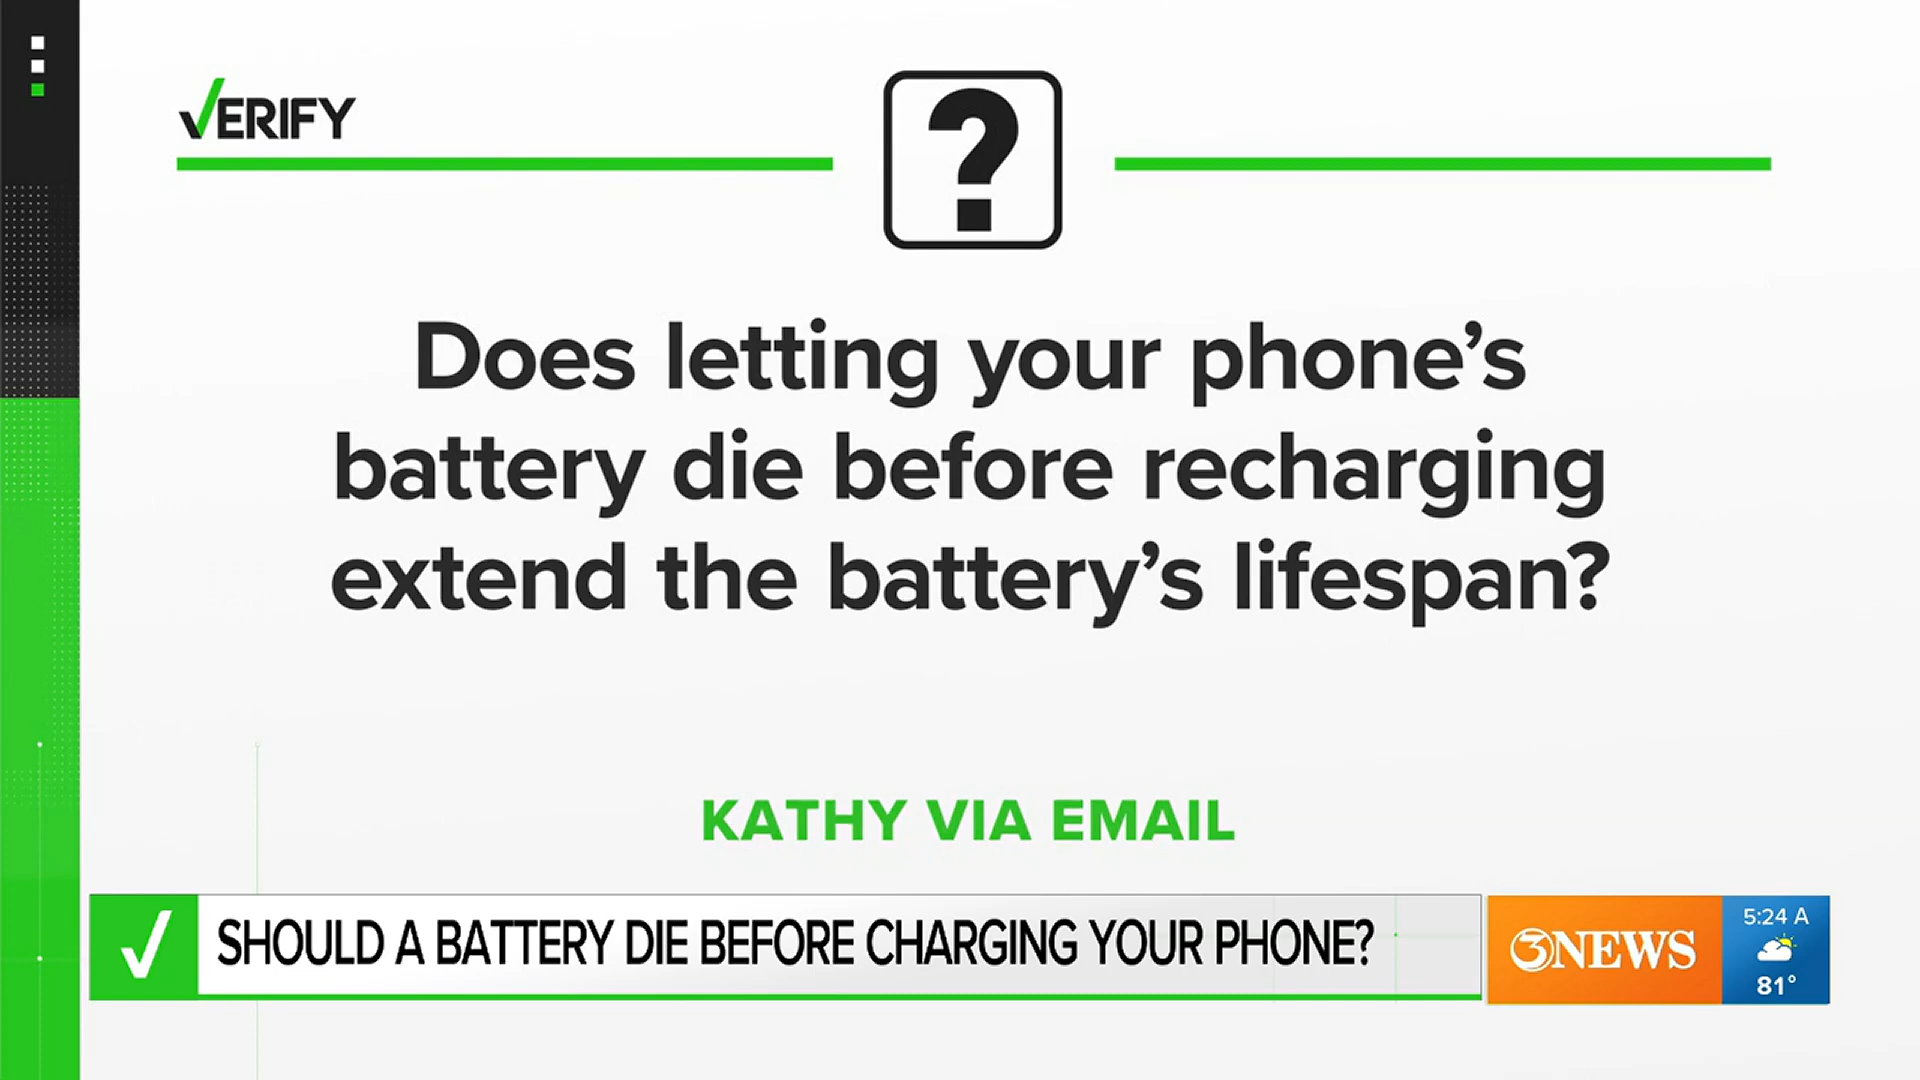 VERIFY
?
Does letting your phone’s
battery die before recharging
extend the battery’s lifespan?
KATHY VIA EMAIL
SHOULD A BATTERY DIE BEFORE CHARGING YOUR PHONE?
3NEWS
5:24 A
81°